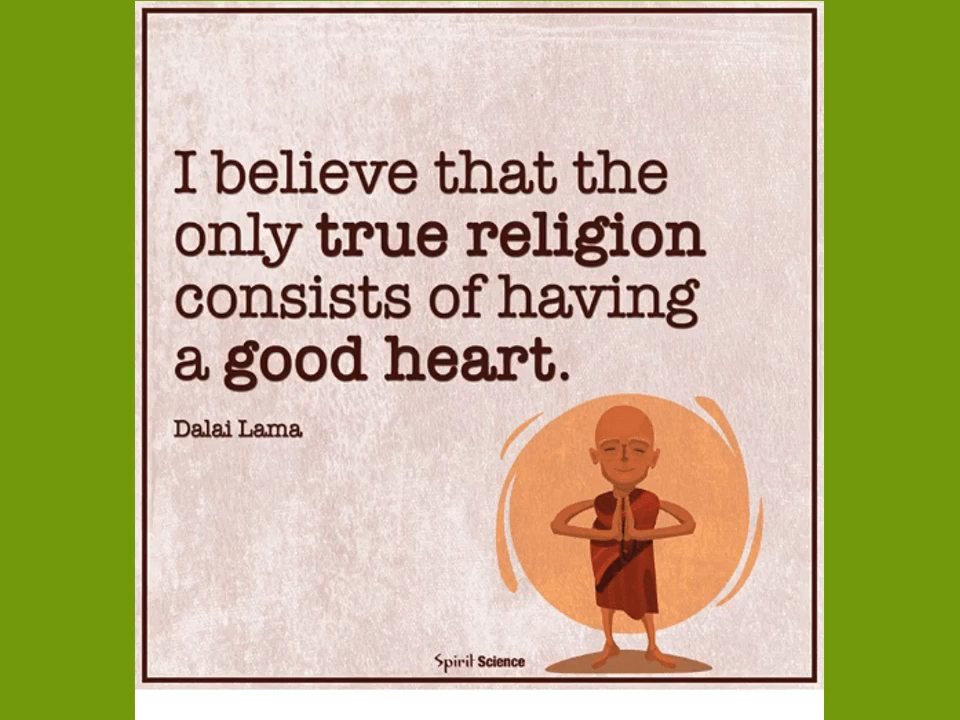 I believe that the
only true religion
consists of having
a good heart.
Dalai Lama
Spirit Science